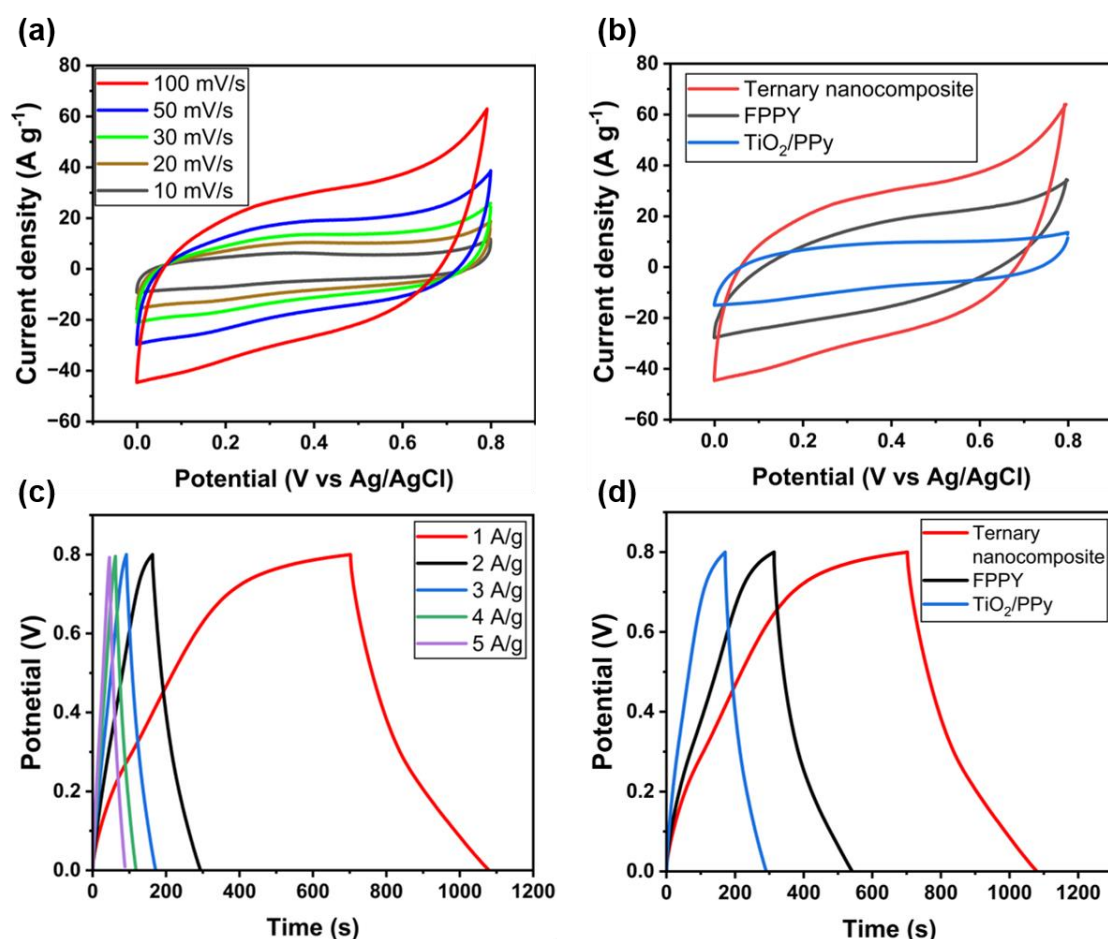 (a)
Current density (A g⁻¹)
80
60
40
20
0
−20
−40
−60
100 mV/s
50 mV/s
30 mV/s
20 mV/s
10 mV/s
0.0 0.2 0.4 0.6 0.8
Potential (V vs Ag/AgCl)
(b)
Current density (A g⁻¹)
80
60
40
20
0
−20
−40
−60
Ternary nanocomposite
FPPY
TiO₂/PPy
0.0 0.2 0.4 0.6 0.8
Potential (V vs Ag/AgCl)
(c)
Potnetial (V)
0.8
0.6
0.4
0.2
0.0
1 A/g
2 A/g
3 A/g
4 A/g
5 A/g
0 200 400 600 800 1000 1200
Time (s)
(d)
Potential (V)
0.8
0.6
0.4
0.2
0.0
Ternary
nanocomposite
FPPY
TiO₂/PPy
0 200 400 600 800 1000 1200
Time (s)